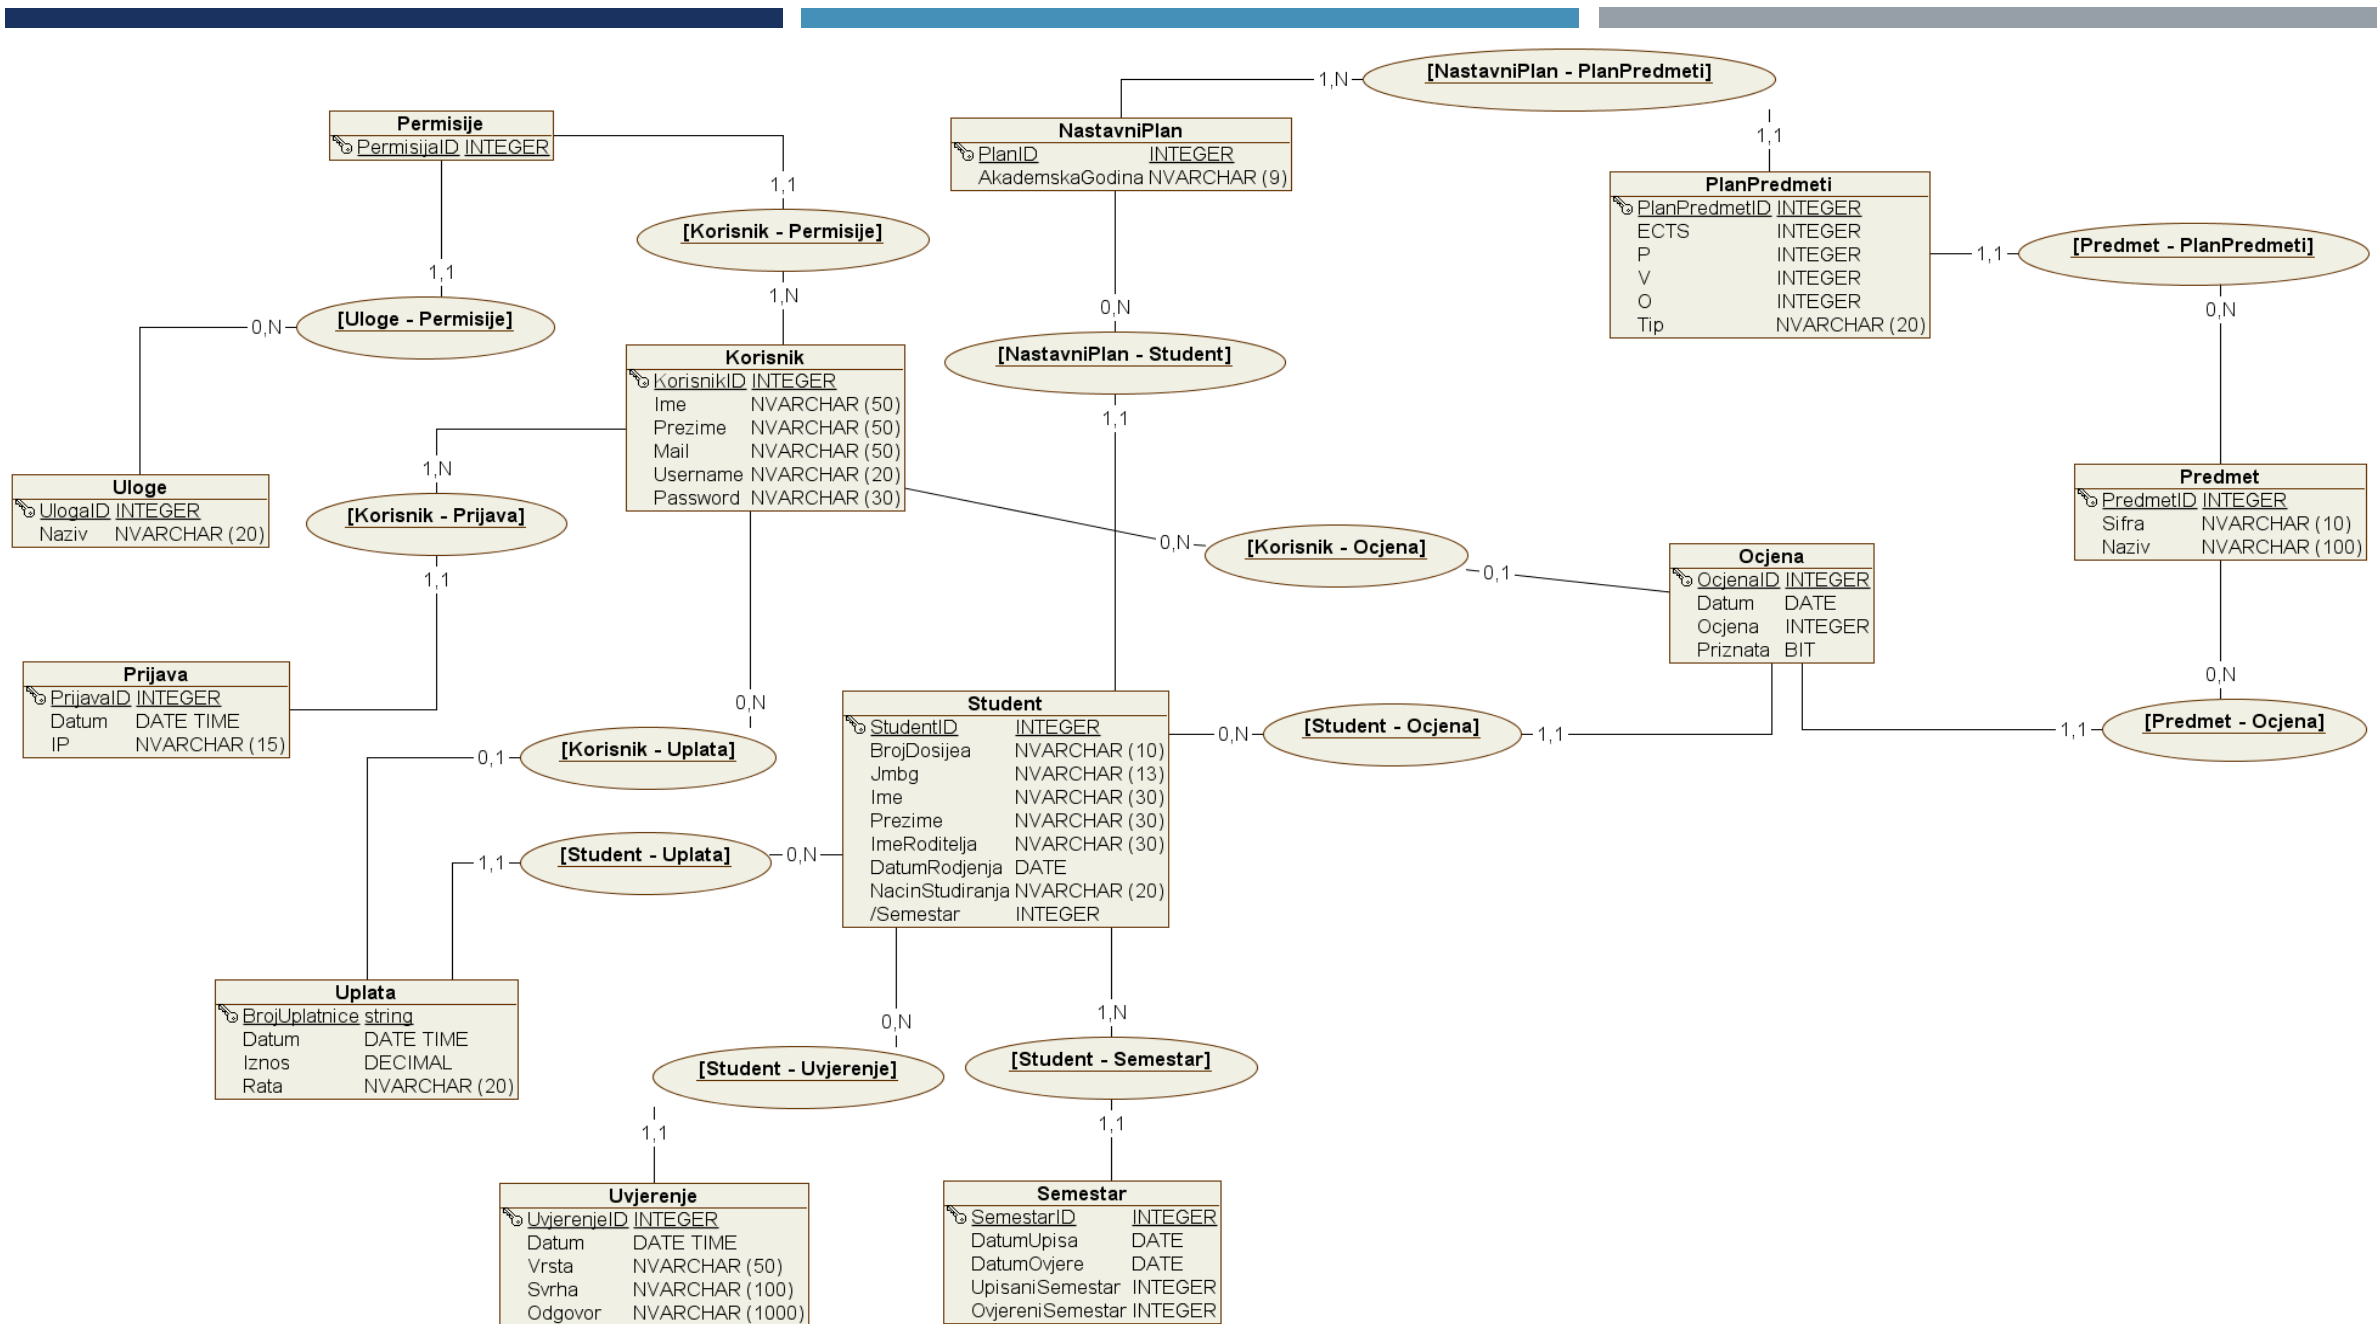 [NastavniPlan - PlanPredmeti]
1,N
1,1
Permisije
PermisijaID INTEGER
1,1
1,1
[Korisnik - Permisije]
1,N
[Uloge - Permisije]
0,N
Uloge
UlogaID INTEGER
Naziv NVARCHAR (20)
NastavniPlan
PlanID INTEGER
AkademskaGodina NVARCHAR (9)
0,N
[NastavniPlan - Student]
1,1
PlanPredmeti
PlanPredmetID INTEGER
ECTS INTEGER
P INTEGER
V INTEGER
O INTEGER
Tip NVARCHAR (20)
1,1
[Predmet - PlanPredmeti]
0,N
Korisnik
KorisnikID INTEGER
Ime NVARCHAR (50)
Prezime NVARCHAR (50)
Mail NVARCHAR (50)
Username NVARCHAR (20)
Password NVARCHAR (30)
1,N
[Korisnik - Prijava]
1,1
Prijava
PrijavaID INTEGER
Datum DATE TIME
IP NVARCHAR (15)
0,N
[Korisnik - Ocjena]
0,1
Ocjena
OcjenaID INTEGER
Datum DATE
Ocjena INTEGER
Priznata BIT
Predmet
PredmetID INTEGER
Sifra NVARCHAR (10)
Naziv NVARCHAR (100)
0,N
[Predmet - Ocjena]
1,1
0,N
[Korisnik - Uplata]
0,1
Student
StudentID INTEGER
BrojDosijea NVARCHAR (10)
Jmbg NVARCHAR (13)
Ime NVARCHAR (30)
Prezime NVARCHAR (30)
ImeRoditelja NVARCHAR (30)
DatumRodjenja DATE
NacinStudiranja NVARCHAR (20)
/Semestar INTEGER
0,N
[Student - Ocjena]
1,1
1,1
[Student - Uplata]
0,N
Uplata
BrojUplatnice string
Datum DATE TIME
Iznos DECIMAL
Rata NVARCHAR (20)
0,N
[Student - Uvjerenje]
1,1
1,N
[Student - Semestar]
1,1
Uvjerenje
UvjerenjeID INTEGER
Datum DATE TIME
Vrsta NVARCHAR (50)
Svrha NVARCHAR (100)
Odgovor NVARCHAR (1000)
Semestar
SemestarID INTEGER
DatumUpisa DATE
DatumOvjere DATE
UpisaniSemestar INTEGER
OvjereniSemestar INTEGER